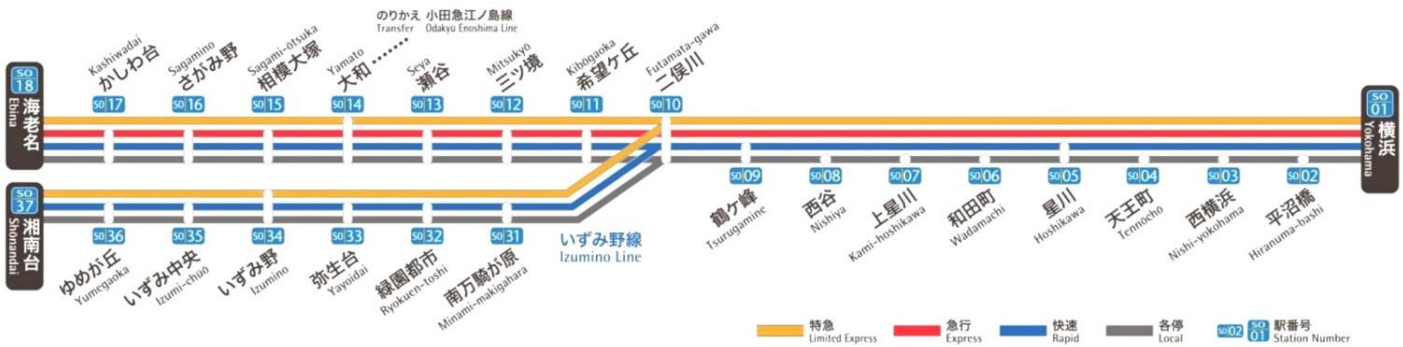 のりかえ 小田急江ノ島線
Transfer Odakyū Enoshima Line
SO
18
海老名
Ebina
Kashiwadai
かしわ台
SO 17
Sagamino
さがみ野
SO 16
Sagami-ōtsuka
相模大塚
SO 15
Yamato
大和
SO 14
Seya
瀬谷
SO 13
Mitsukyō
三ツ境
SO 12
Kibōgaoka
希望ケ丘
SO 11
Futamata-gawa
二俣川
SO 10
SO
01
横浜
Yokohama
SO 09
鶴ケ峰
Tsurugamine
SO 08
西谷
Nishiya
SO 07
上星川
Kami-hoshikawa
SO 06
和田町
Wadamachi
SO 05
星川
Hoshikawa
SO 04
天王町
Tennōcho
SO 03
西横浜
Nishi-yokohama
SO 02
平沼橋
Hiranuma-bashi
SO
37
湘南台
Shonandai
SO 36
ゆめが丘
Yumegaoka
SO 35
いずみ中央
Izumi-chūō
SO 34
いずみ野
Izumino
SO 33
弥生台
Yayoidai
SO 32
緑園都市
Ryokuen-toshi
SO 31
南万騎が原
Minami-makigahara
いずみ野線
Izumino Line
特急
Limited Express
急行
Express
快速
Rapid
各停
Local
SO 02
SO
01
駅番号
Station Number